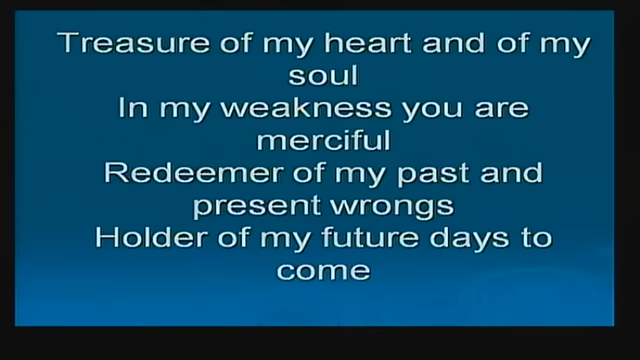 Treasure of my heart and of my
soul
In my weakness you are
merciful
Redeemer of my past and
present wrongs
Holder of my future days to
come